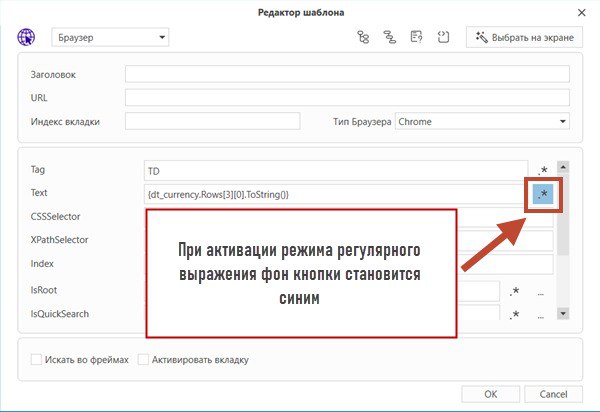 Редактор шаблона
Браузер
Выбрать на экране
Заголовок
URL
Индекс вкладки
Тип Браузера Chrome
Tag TD .*
Text {dt_currency.Rows[3][0].ToString()} .*
CSSSelector
XPathSelector
Index
IsRoot .* ...
IsQuickSearch .* ...
При активации режима регулярного
выражения фон кнопки становится
синим
Искать во фреймах Активировать вкладку
OK Cancel